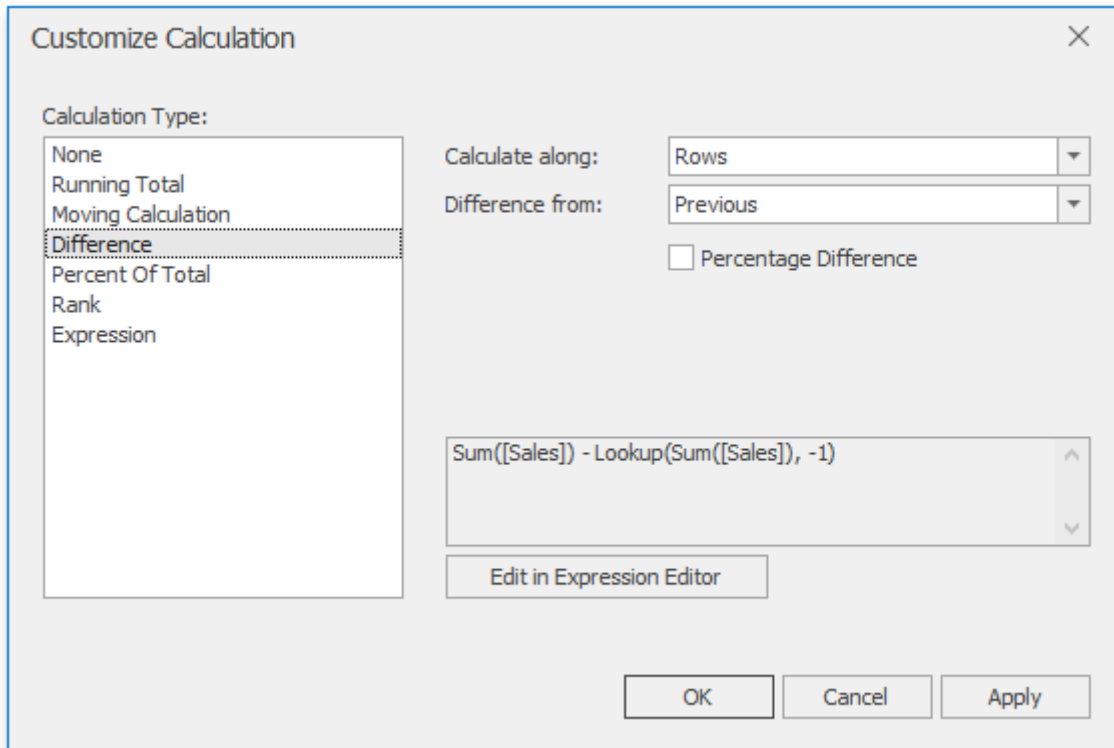 Customize Calculation
Calculation Type:
None
Running Total
Moving Calculation
Difference
Percent Of Total
Rank
Expression
Calculate along: Rows
Difference from: Previous
Percentage Difference
Sum([Sales]) - Lookup(Sum([Sales]), -1)
Edit in Expression Editor
OK Cancel Apply